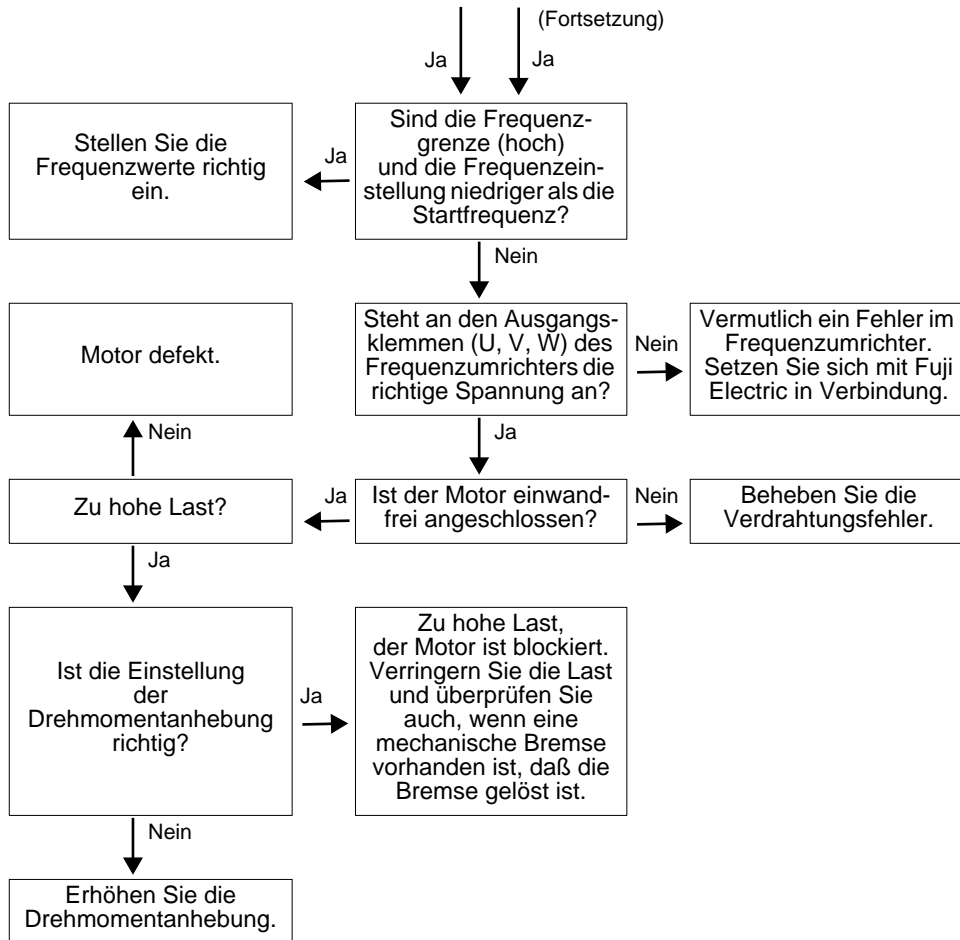 (Fortsetzung)
Ja
Ja
Sind die Frequenz-
grenze (hoch)
und die Frequenzein-
stellung niedriger als die
Startfrequenz?
Ja
Stellen Sie die
Frequenzwerte richtig
ein.
Nein
Steht an den Ausgangs-
klemmen (U, V, W) des
Frequenzumrichters die
richtige Spannung an?
Nein
Vermutlich ein Fehler im
Frequenzumrichter.
Setzen Sie sich mit Fuji
Electric in Verbindung.
Motor defekt.
Nein
Ja
Zu hohe Last?
Ja
Ist der Motor einwand-
frei angeschlossen?
Nein
Beheben Sie die
Verdrahtungsfehler.
Ja
Ist die Einstellung
der
Drehmomentanhebung
richtig?
Ja
Zu hohe Last,
der Motor ist blockiert.
Verringern Sie die Last
und überprüfen Sie
auch, wenn eine
mechanische Bremse
vorhanden ist, daß die
Bremse gelöst ist.
Nein
Erhöhen Sie die
Drehmomentanhebung.